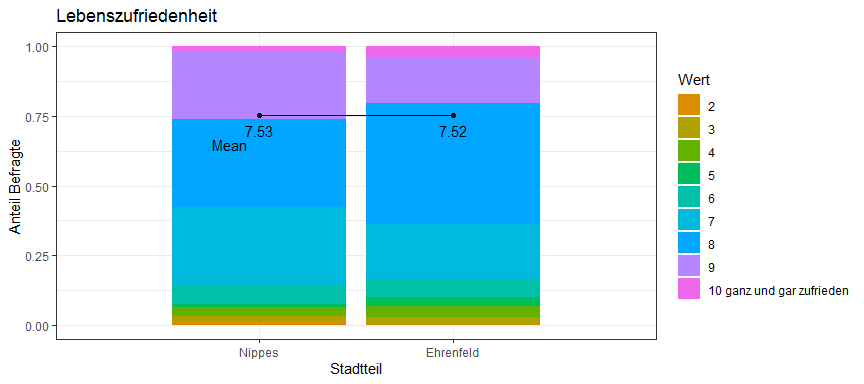 Lebenszufriedenheit
1.00
0.75
0.50
0.25
0.00
Anteil Befragte
7.53
7.52
Mean
Nippes
Ehrenfeld
Stadtteil
Wert
2
3
4
5
6
7
8
9
10 ganz und gar zufrieden